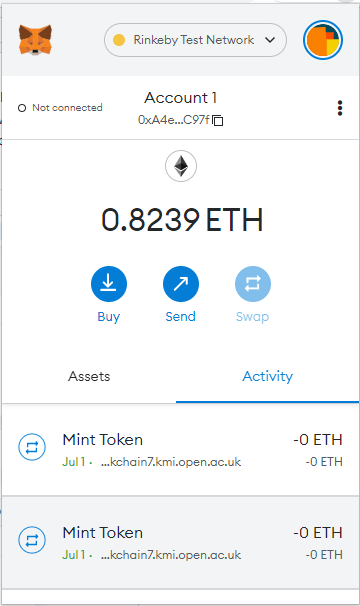 Rinkeby Test Network
Not connected
Account 1
0xA4e...C97f
0.8239 ETH
Buy Send Swap
Assets Activity
Mint Token -0 ETH
Jul 1 · ...kchain7.kmi.open.ac.uk -0 ETH
Mint Token -0 ETH
Jul 1 · ...kchain7.kmi.open.ac.uk -0 ETH